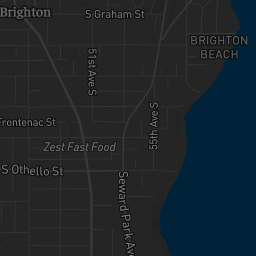 S Graham St
Brighton
BRIGHTON
BEACH
51st Ave S
55th Ave S
Frontenac St
Zest Fast Food
S Othello St
Seward Park Ave